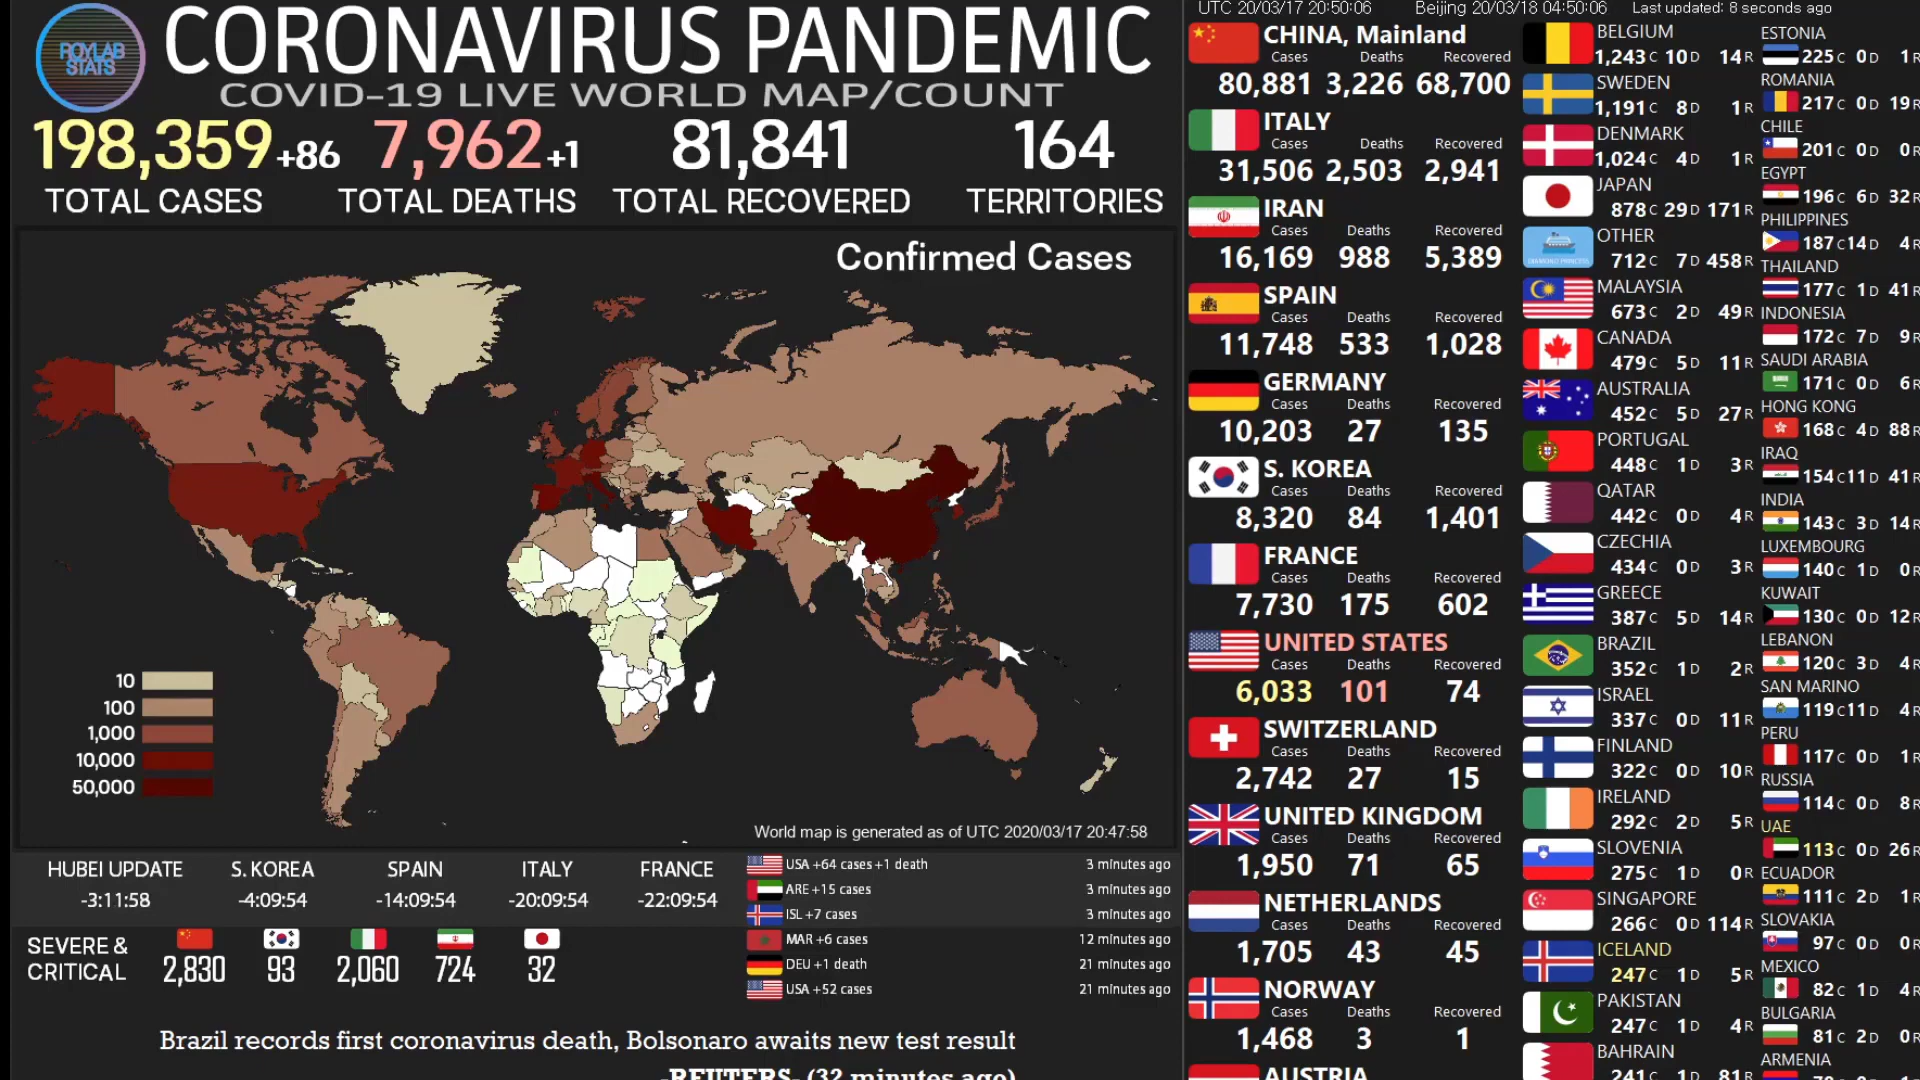 ROYLAB
STATS
CORONAVIRUS PANDEMIC
COVID-19 LIVE WORLD MAP/COUNT
198,359 +86 7,962 +1 81,841 164
TOTAL CASES TOTAL DEATHS TOTAL RECOVERED TERRITORIES
Confirmed Cases
10
100
1,000
10,000
50,000
World map is generated as of UTC 2020/03/17 20:47:58
HUBEI UPDATE S. KOREA SPAIN ITALY FRANCE
-3:11:58 -4:09:54 -14:09:54 -20:09:54 -22:09:54
SEVERE &
CRITICAL
2,830 93 2,060 724 32
USA +64 cases +1 death 3 minutes ago
ARE +15 cases 3 minutes ago
ISL +7 cases 3 minutes ago
MAR +6 cases 12 minutes ago
DEU +1 death 21 minutes ago
USA +52 cases 21 minutes ago
Brazil records first coronavirus death, Bolsonaro awaits new test result
-REUTERS- (32 minutes ago)
UTC 20/03/17 20:50:06 Beijing 20/03/18 04:50:06 Last updated: 8 seconds ago
CHINA, Mainland
Cases Deaths Recovered
80,881 3,226 68,700
ITALY
Cases Deaths Recovered
31,506 2,503 2,941
IRAN
Cases Deaths Recovered
16,169 988 5,389
SPAIN
Cases Deaths Recovered
11,748 533 1,028
GERMANY
Cases Deaths Recovered
10,203 27 135
S. KOREA
Cases Deaths Recovered
8,320 84 1,401
FRANCE
Cases Deaths Recovered
7,730 175 602
UNITED STATES
Cases Deaths Recovered
6,033 101 74
SWITZERLAND
Cases Deaths Recovered
2,742 27 15
UNITED KINGDOM
Cases Deaths Recovered
1,950 71 65
NETHERLANDS
Cases Deaths Recovered
1,705 43 45
NORWAY
Cases Deaths Recovered
1,468 3 1
AUSTRIA
BELGIUM
1,243 C 10 D 14 R
SWEDEN
1,191 C 8 D 1 R
DENMARK
1,024 C 4 D 1 R
JAPAN
878 C 29 D 171 R
OTHER
DIAMOND PRINCESS
712 C 7 D 458 R
MALAYSIA
673 C 2 D 49 R
CANADA
479 C 5 D 11 R
AUSTRALIA
452 C 5 D 27 R
PORTUGAL
448 C 1 D 3 R
QATAR
442 C 0 D 4 R
CZECHIA
434 C 0 D 3 R
GREECE
387 C 5 D 14 R
BRAZIL
352 C 1 D 2 R
ISRAEL
337 C 0 D 11 R
FINLAND
322 C 0 D 10 R
IRELAND
292 C 2 D 5 R
SLOVENIA
275 C 1 D 0 R
SINGAPORE
266 C 0 D 114 R
ICELAND
247 C 1 D 5 R
PAKISTAN
247 C 1 D 4 R
BAHRAIN
241 C 1 D 81 R
ESTONIA
225 C 0 D 1 R
ROMANIA
217 C 0 D 19 R
CHILE
201 C 0 D 0 R
EGYPT
196 C 6 D 32 R
PHILIPPINES
187 C 14 D 4 R
THAILAND
177 C 1 D 41 R
INDONESIA
172 C 7 D 9 R
SAUDI ARABIA
171 C 0 D 6 R
HONG KONG
168 C 4 D 88 R
IRAQ
154 C 11 D 41 R
INDIA
143 C 3 D 14 R
LUXEMBOURG
140 C 1 D 0 R
KUWAIT
130 C 0 D 12 R
LEBANON
120 C 3 D 4 R
SAN MARINO
119 C 11 D 4 R
PERU
117 C 0 D 1 R
RUSSIA
114 C 0 D 8 R
UAE
113 C 0 D 26 R
ECUADOR
111 C 2 D 1 R
SLOVAKIA
97 C 0 D 0 R
MEXICO
82 C 1 D 4 R
BULGARIA
81 C 2 D 0 R
ARMENIA